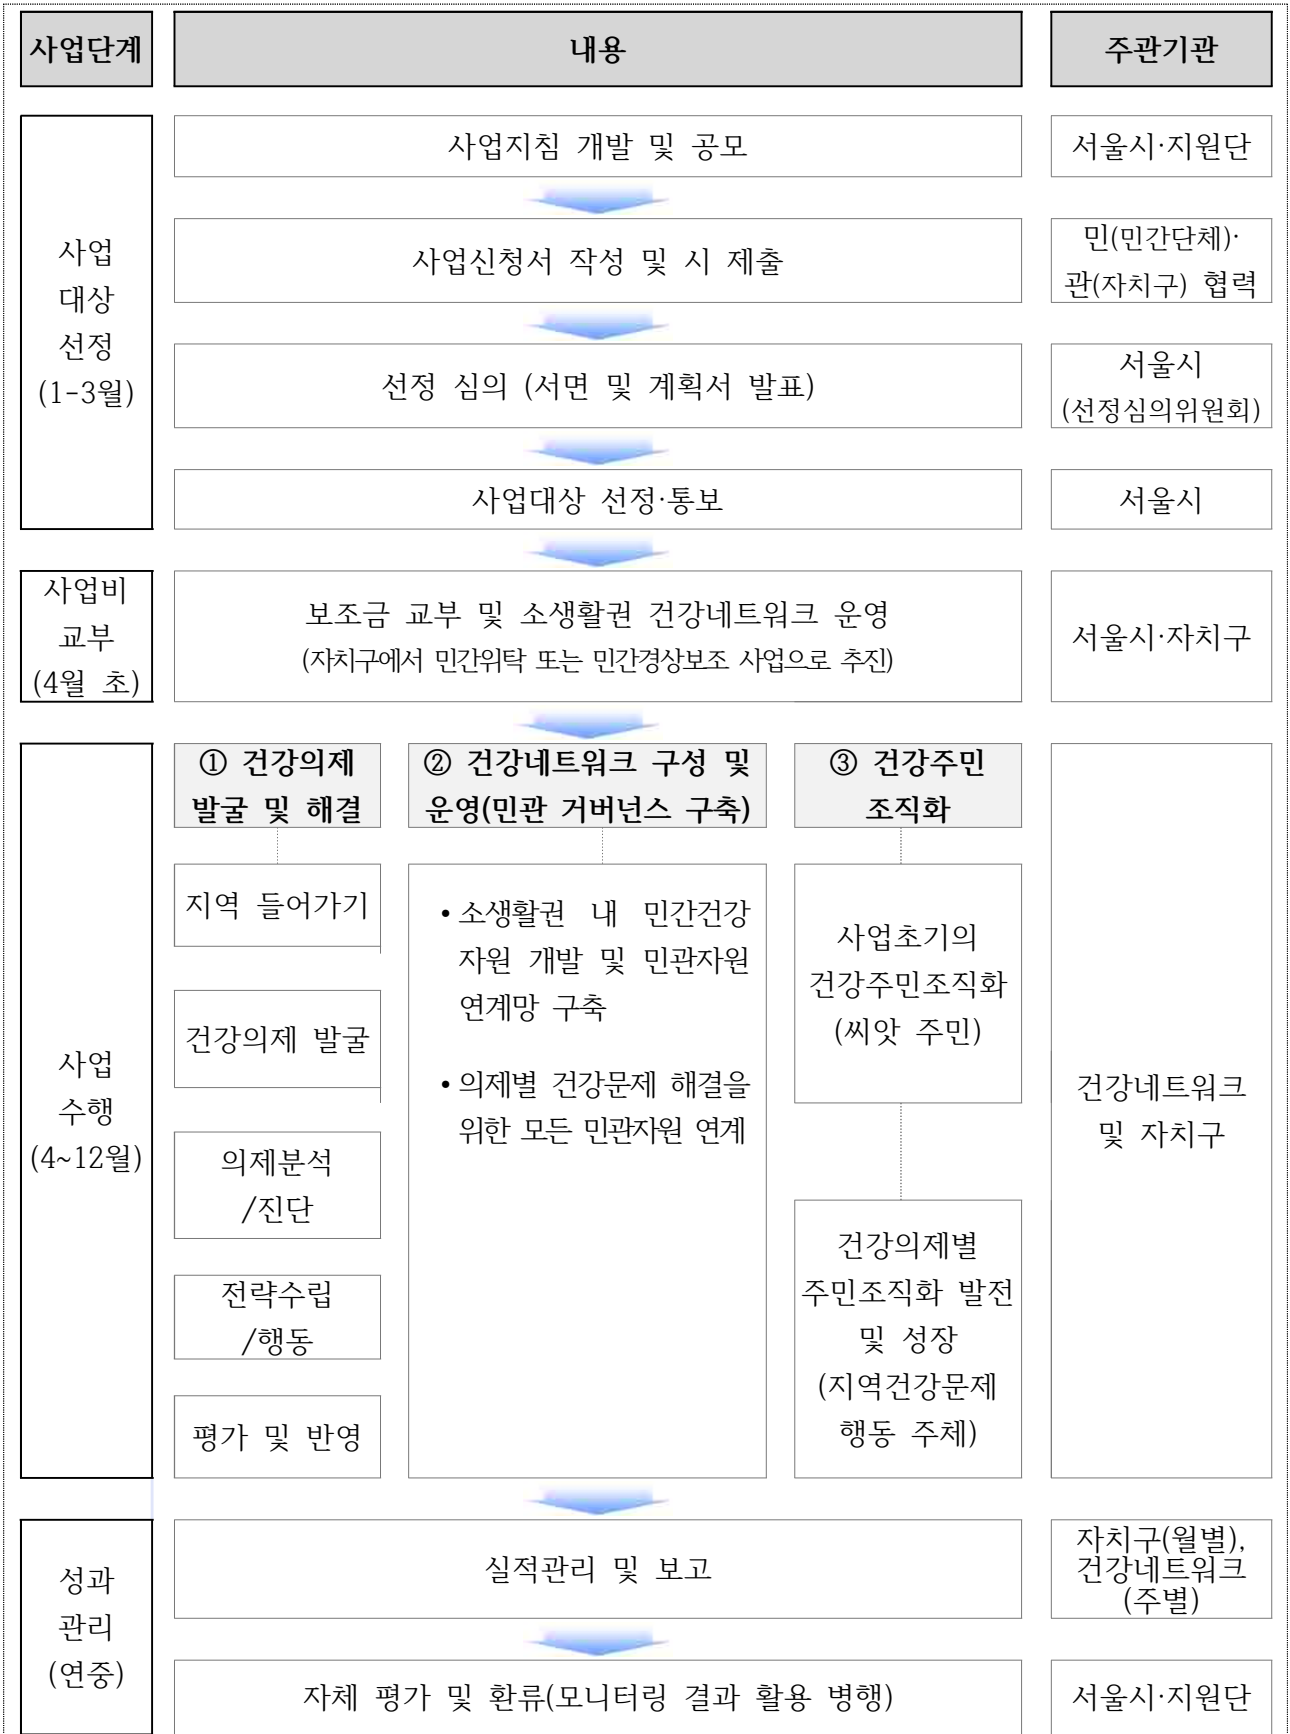 사업단계
내용
주관기관
사업
대상
선정
(1-3월)
사업지침 개발 및 공모
서울시·지원단
사업신청서 작성 및 시 제출
민(민간단체)·
관(자치구) 협력
선정 심의 (서면 및 계획서 발표)
서울시
(선정심의위원회)
사업대상 선정·통보
서울시
사업비
교부
(4월 초)
보조금 교부 및 소생활권 건강네트워크 운영
(자치구에서 민간위탁 또는 민간경상보조 사업으로 추진)
서울시·자치구
사업
수행
(4~12월)
① 건강의제
발굴 및 해결
지역 들어가기
건강의제 발굴
의제분석
/진단
전략수립
/행동
평가 및 반영
② 건강네트워크 구성 및
운영(민관 거버넌스 구축)
• 소생활권 내 민간건강
자원 개발 및 민관자원
연계망 구축
• 의제별 건강문제 해결을
위한 모든 민관자원 연계
③ 건강주민
조직화
사업초기의
건강주민조직화
(씨앗 주민)
건강의제별
주민조직화 발전
및 성장
(지역건강문제
행동 주체)
건강네트워크
및 자치구
성과
관리
(연중)
실적관리 및 보고
자치구(월별),
건강네트워크
(주별)
자체 평가 및 환류(모니터링 결과 활용 병행)
서울시·지원단